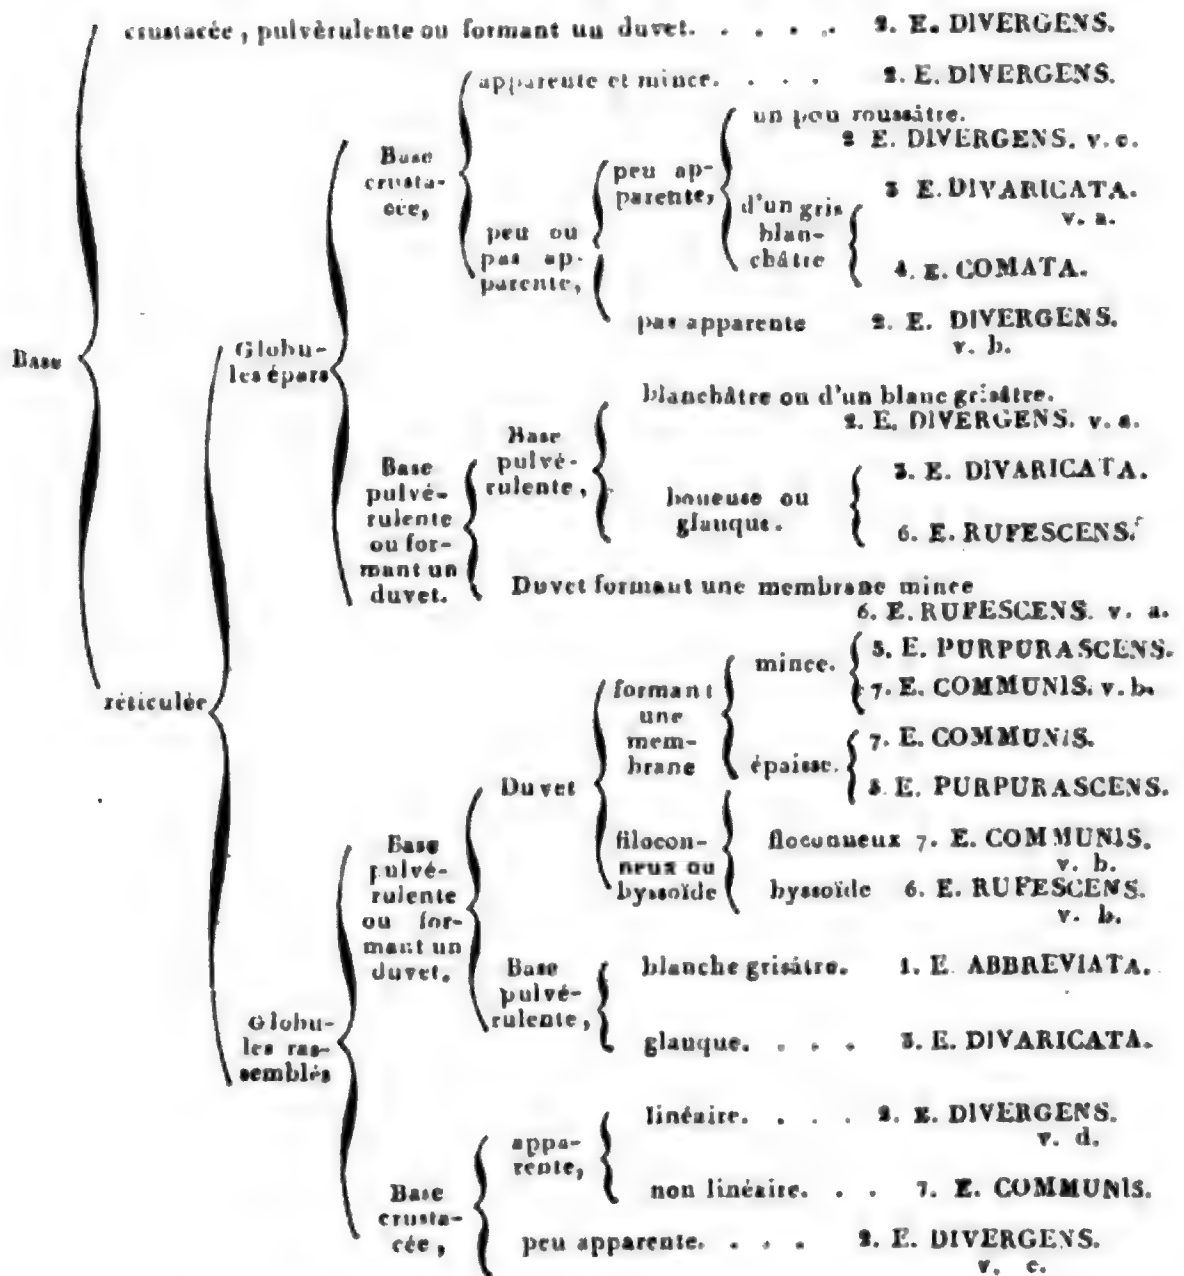 crustacée, pulvèrulente ou formant un duvet. . . . . 2. E. DIVERGENS.
apparente et mince. . . . 2. E. DIVERGENS.
un peu roussâtre.
2 E. DIVERGENS. v. c.
Base
crusta-
cée,
peu ap-
parente,
3 E. DIVARICATA.
v. a.
d'un gris
blan-
châtre
peu ou
pas ap-
parente,
4. E. COMATA.
pas apparente 2. E. DIVERGENS.
v. b.
Base
Globu-
les épars
blanchâtre ou d'un blanc grisâtre.
2. E. DIVERGENS. v. a.
Base
pulvé-
rulente,
Base
pulvé-
rulente
ou for-
mant un
duvet.
3. E. DIVARICATA.
boueuse ou
glauque.
6. E. RUFESCENS.
Duvet formant une membrane mince
6. E. RUFESCENS. v. a.
réticulée
mince.
5. E. PURPURASCENS.
7. E. COMMUNIS. v. b.
formant
une
mem-
brane
épaisse.
7. E. COMMUNIS.
5. E. PURPURASCENS.
Duvet
filocon-
neux ou
byssoïde
floconneux 7. E. COMMUNIS.
v. b.
byssoïde 6. E. RUFESCENS.
v. b.
Base
pulvé-
rulente
ou for-
mant un
duvet.
Base
pulvé-
rulente,
blanche grisâtre. 1. E. ABBREVIATA.
glauque. . . . 3. E. DIVARICATA.
Globu-
les ras-
semblés
linéaire. . . . 2. E. DIVERGENS.
v. d.
appa-
rente,
non linéaire. . . 7. E. COMMUNIS.
Base
crusta-
cée,
peu apparente. . . . 2. E. DIVERGENS.
v. c.